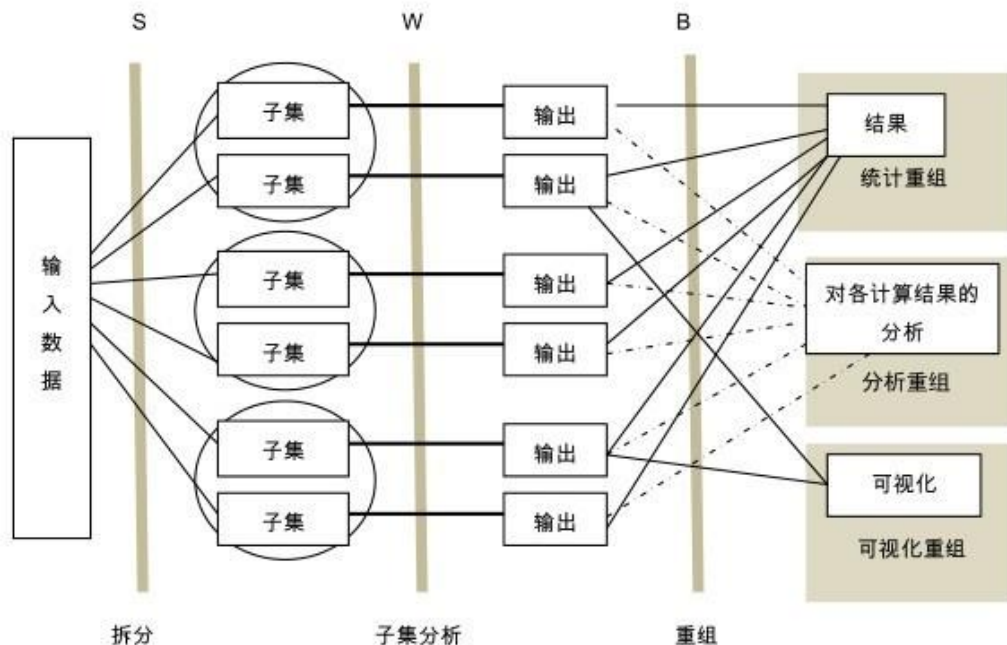 S
W
B
输入数据
子集
子集
子集
子集
子集
子集
输出
输出
输出
输出
输出
输出
结果
统计重组
对各计算结果的
分析
分析重组
可视化
可视化重组
拆分
子集分析
重组